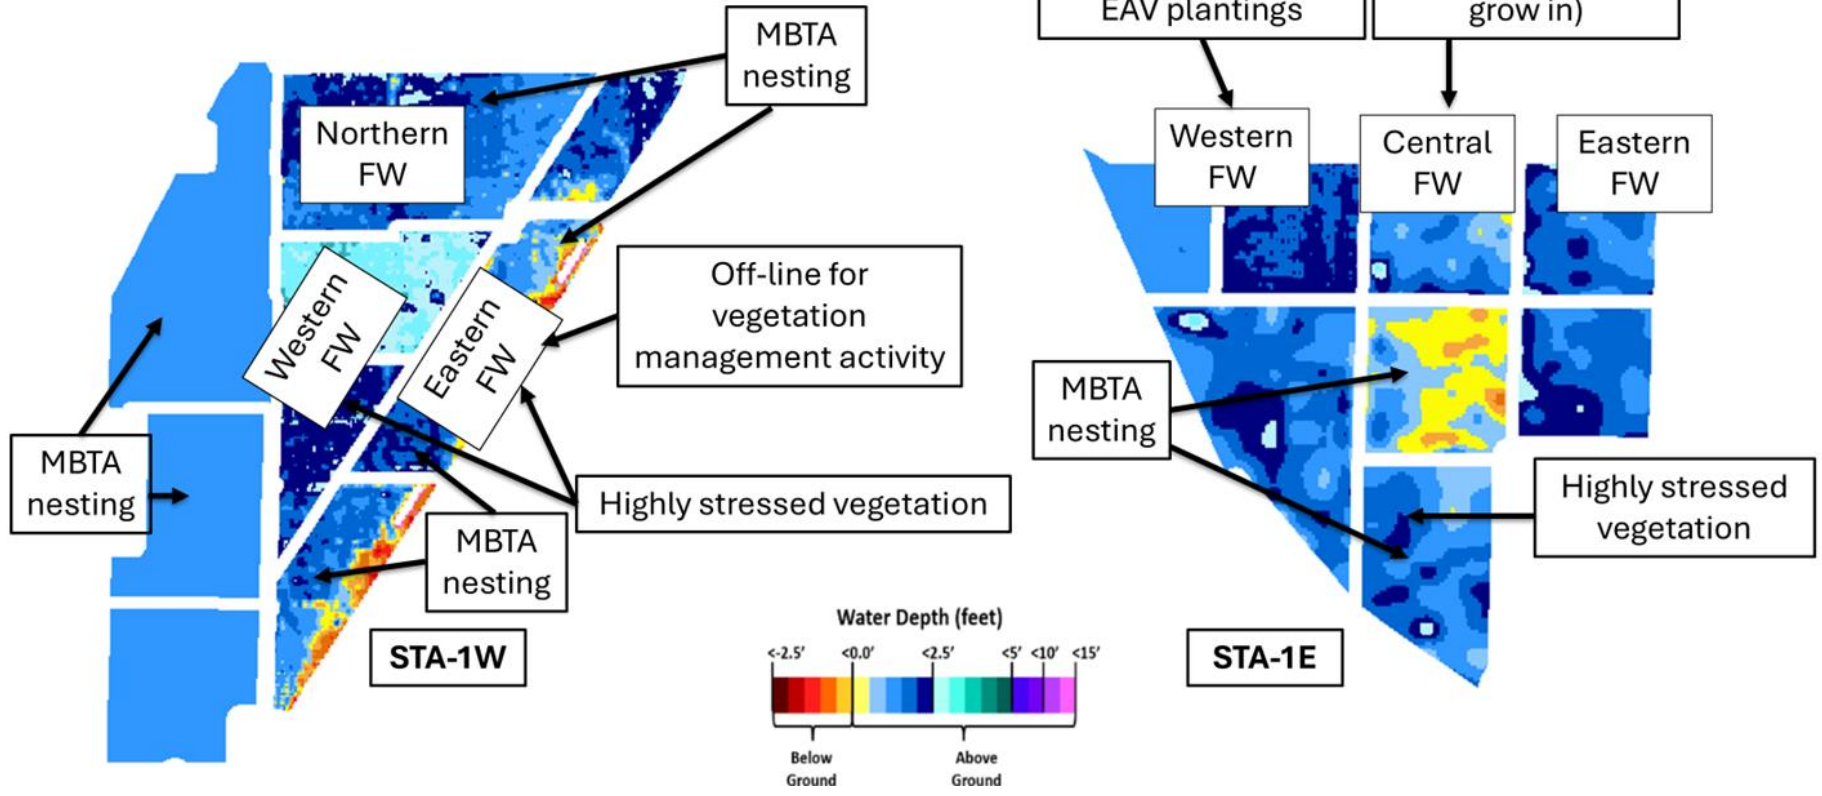 MBTA
nesting
Northern
FW
Western
FW
Eastern
FW
Off-line for
vegetation
management activity
MBTA
nesting
Highly stressed vegetation
MBTA
nesting
STA-1W
EAV plantings
grow in)
Western
FW
Central
FW
Eastern
FW
MBTA
nesting
Highly stressed
vegetation
STA-1E
Water Depth (feet)
<-2.5' <0.0' <2.5' <5' <10' <15'
Below
Ground
Above
Ground